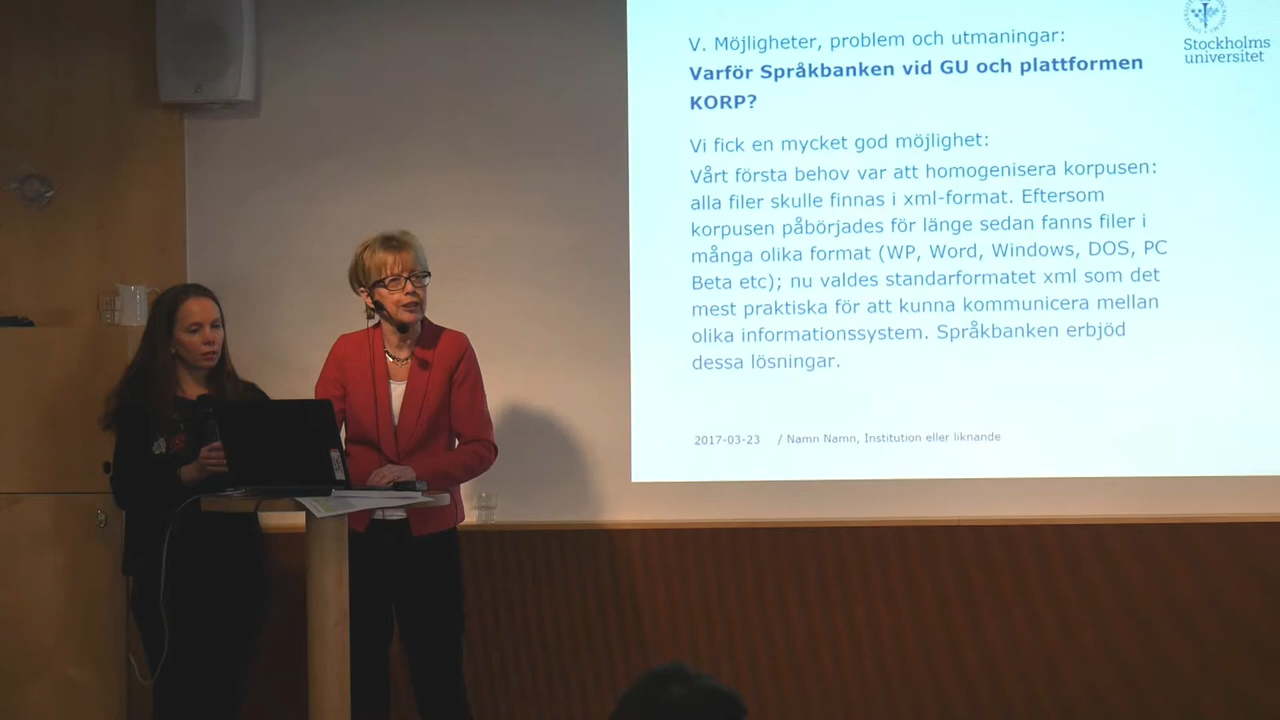 V. Möjligheter, problem och utmaningar:
Varför Språkbanken vid GU och plattformen
KORP?
Vi fick en mycket god möjlighet:
Vårt första behov var att homogenisera korpusen:
alla filer skulle finnas i xml-format. Eftersom
korpusen påbörjades för länge sedan fanns filer i
många olika format (WP, Word, Windows, DOS, PC
Beta etc); nu valdes standarformatet xml som det
mest praktiska för att kunna kommunicera mellan
olika informationssystem. Språkbanken erbjöd
dessa lösningar.
2017-03-23 / Namn Namn, Institution eller liknande
Stockholms
universitet